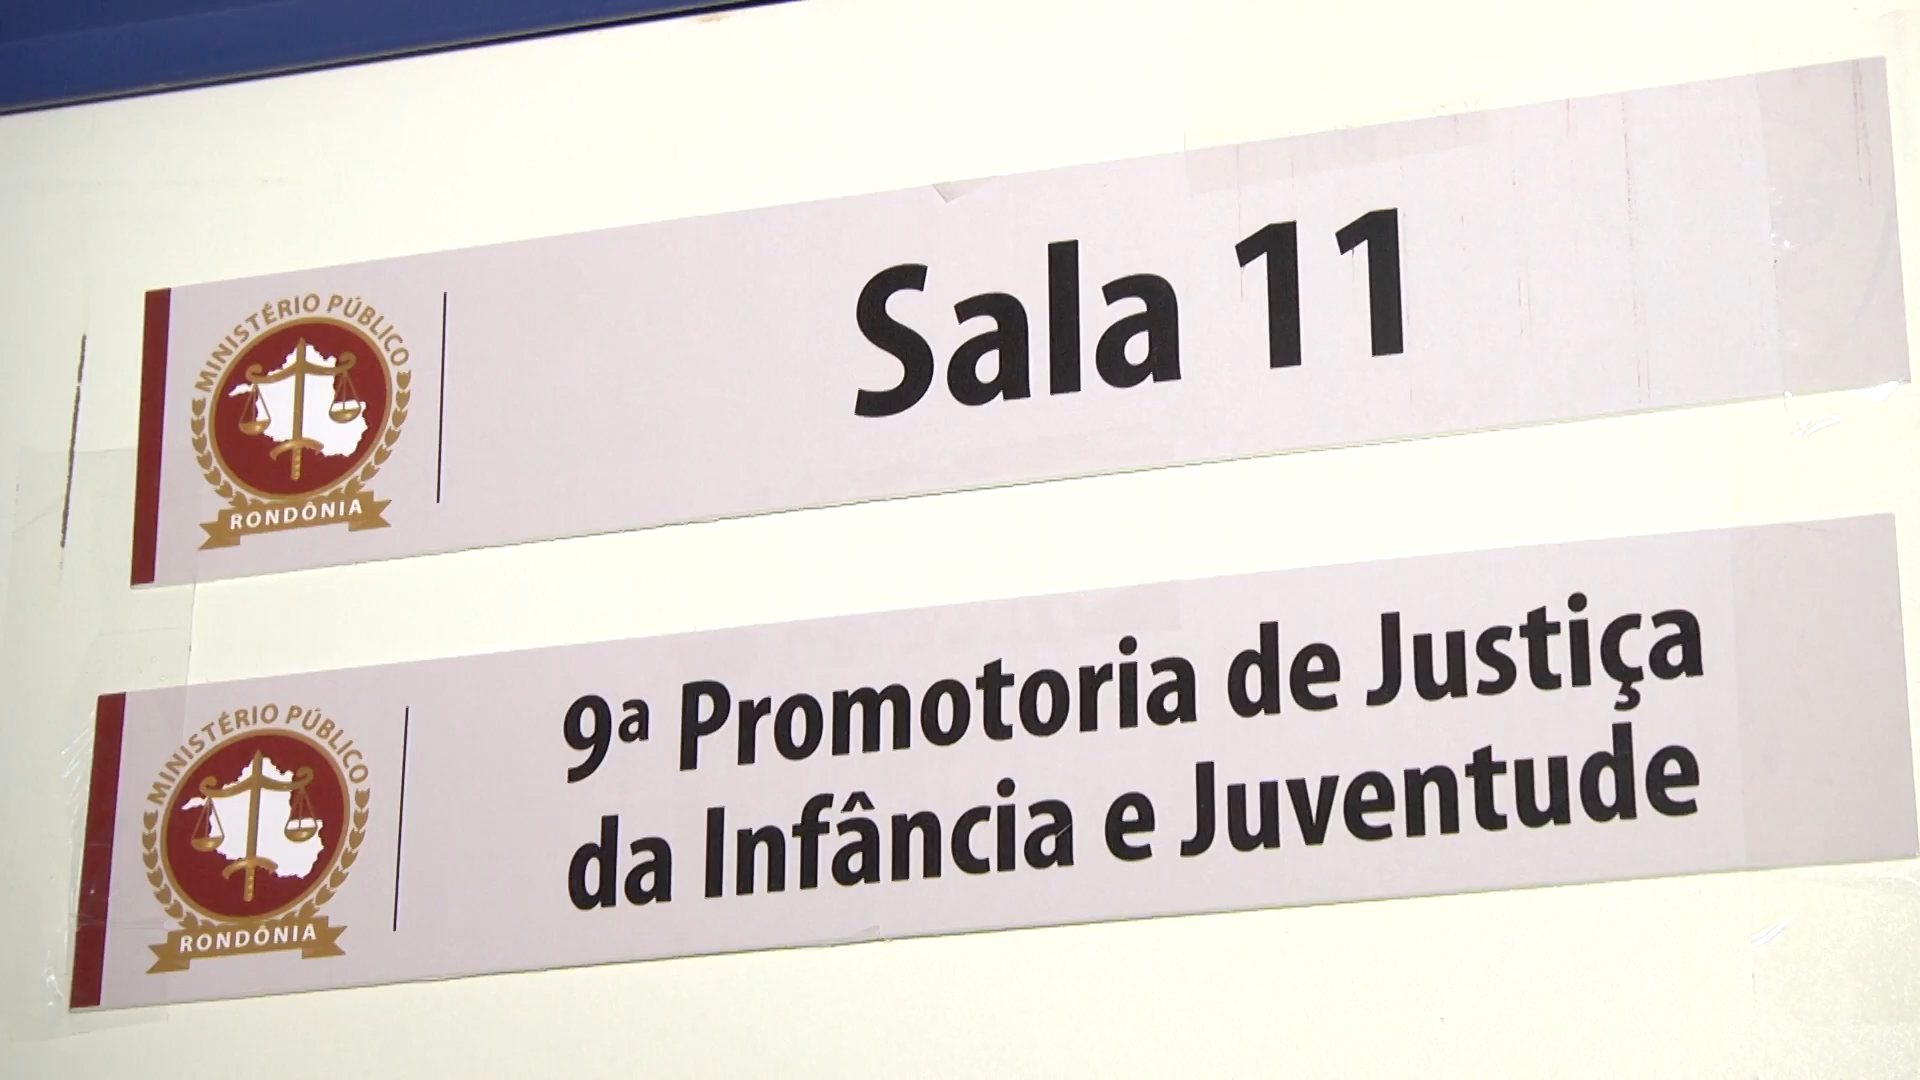 MINISTÉRIO PÚBLICO
RONDÔNIA
Sala 11
MINISTÉRIO PÚBLICO
RONDÔNIA
9ª Promotoria de Justiça
da Infância e Juventude